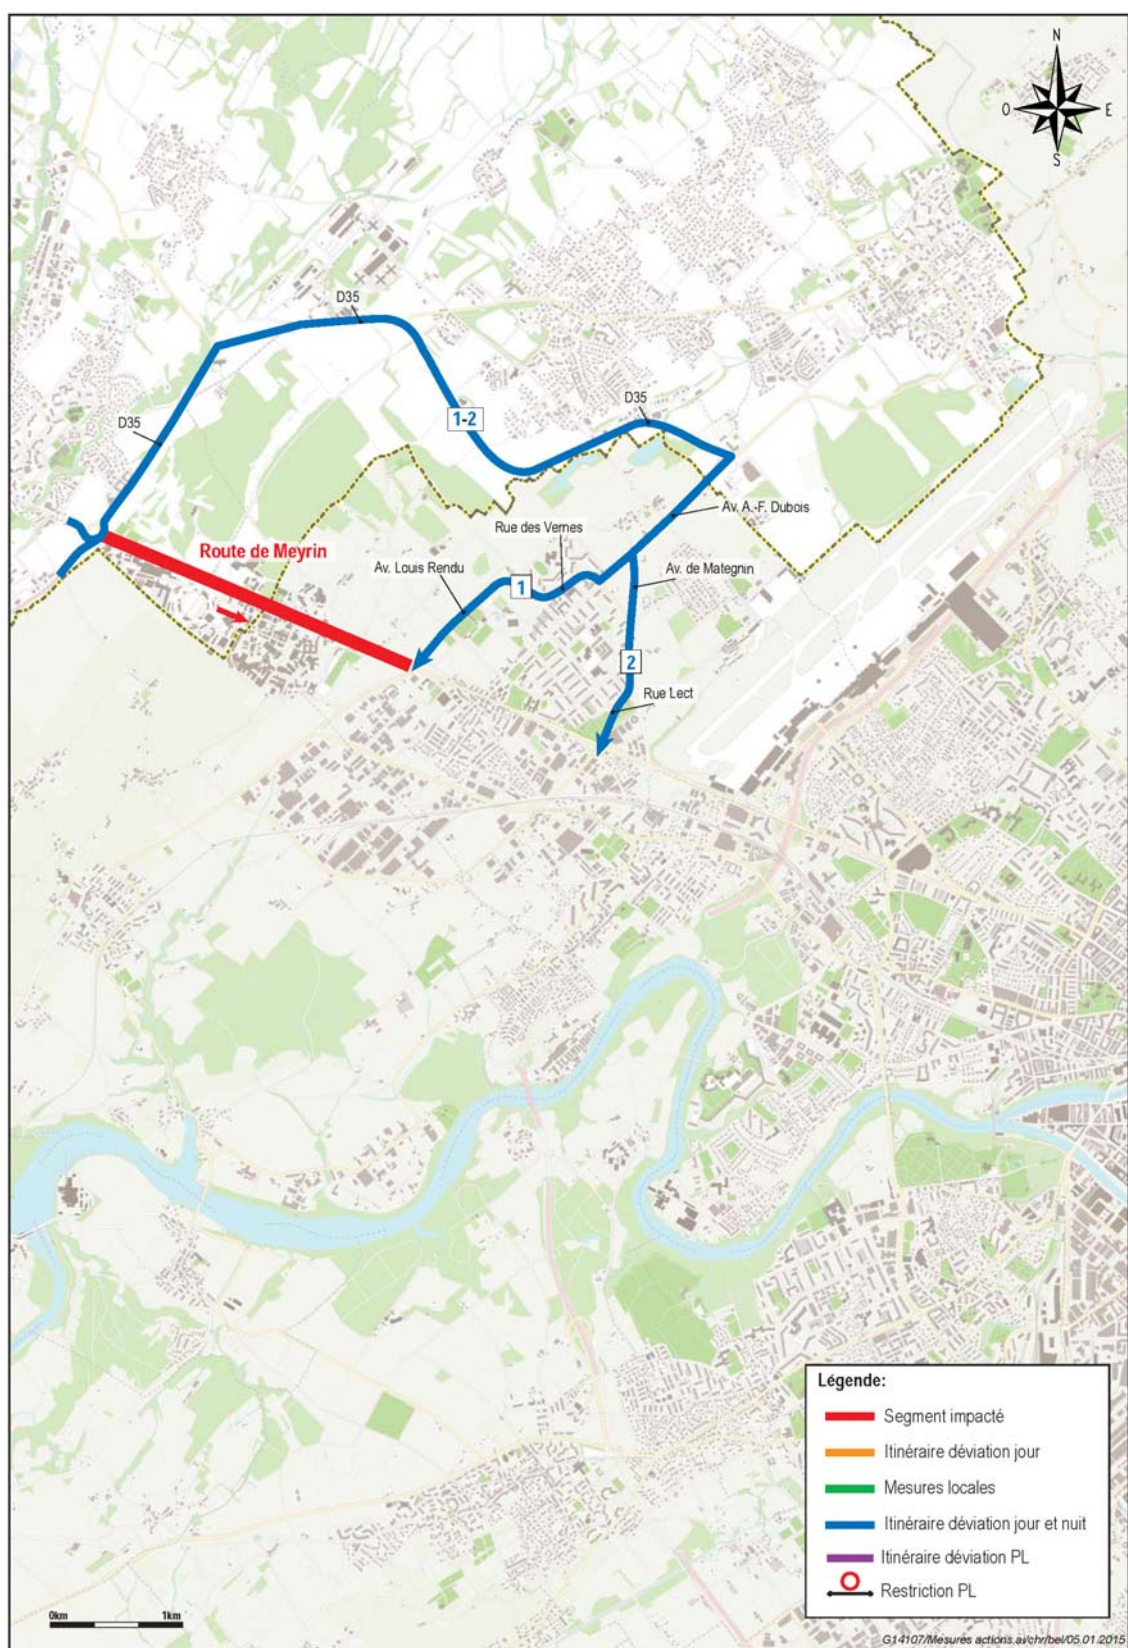 N
O
E
S
D35
D35
D35
1-2
Av. A.-F. Dubois
Rue des Vernes
Route de Meyrin
Av. Louis Rendu
1
Av. de Mategnin
2
Rue Lect
Légende:
Segment impacté
Itinéraire déviation jour
Mesures locales
Itinéraire déviation jour et nuit
Itinéraire déviation PL
Restriction PL
0km 1km
G14107/Mesures actions.ai/chr/bel/05.01.2015